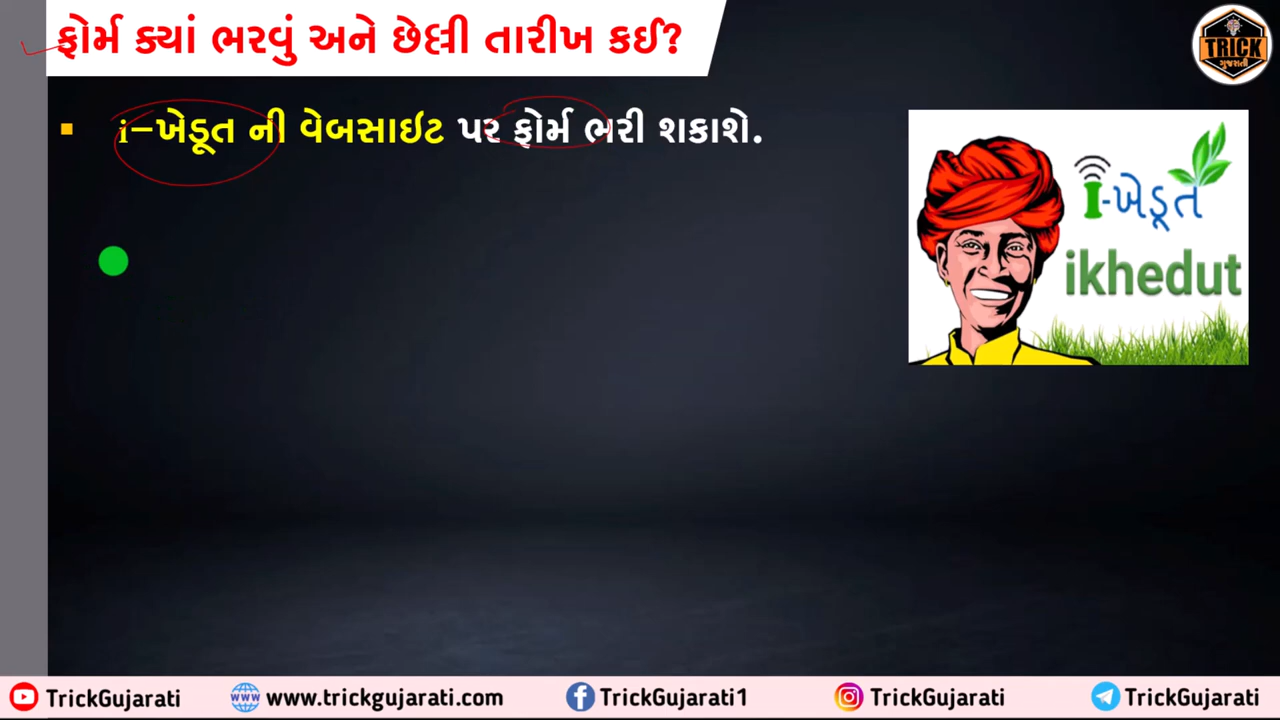 ફોર્મ ક્યાં ભરવું અને છેલ્લી તારીખ કઈ?
TRICK
ગુજરાતી
i-ખેડૂત ની વેબસાઇટ પર ફોર્મ ભરી શકાશે.
i-ખેડૂત
ikhedut
TrickGujarati
www.trickgujarati.com
TrickGujarati1
TrickGujarati
TrickGujarati